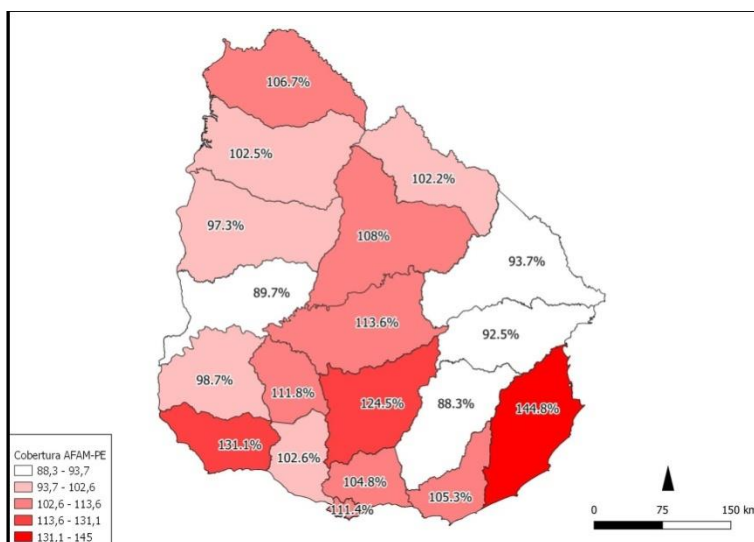 106.7%
102.5%
102.2%
97.3%
108%
93.7%
89.7%
113.6%
92.5%
98.7%
111.8%
124.5%
88.3%
144.8%
131.1%
102.6%
104.8%
105.3%
111.4%
Cobertura AFAM-PE
88,3 - 93,7
93,7 - 102,6
102,6 - 113,6
113,6 - 131,1
131,1 - 145
0 75 150 km